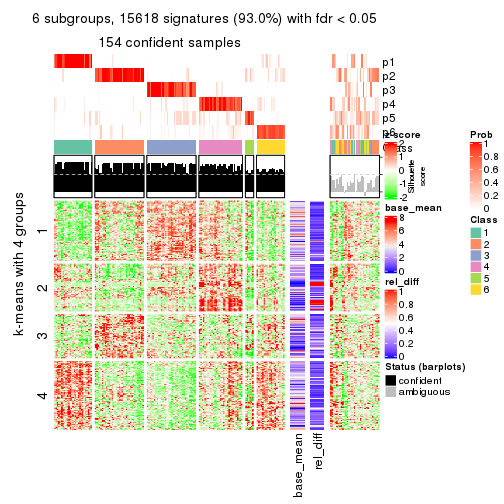 6 subgroups, 15618 signatures (93.0%) with fdr < 0.05
154 confident samples
p1
p2
p3
p4
p5
p6
Class
z-score
2
1
0
-1
-2
Silhouette
score
k-means with 4 groups
1
2
3
4
base_mean
rel_diff
base_mean
8
6
4
2
0
rel_diff
1
0.8
0.6
0.4
0.2
0
Status (barplots)
confident
ambiguous
Prob
1
0.8
0.6
0.4
0.2
0
Class
1
2
3
4
5
6